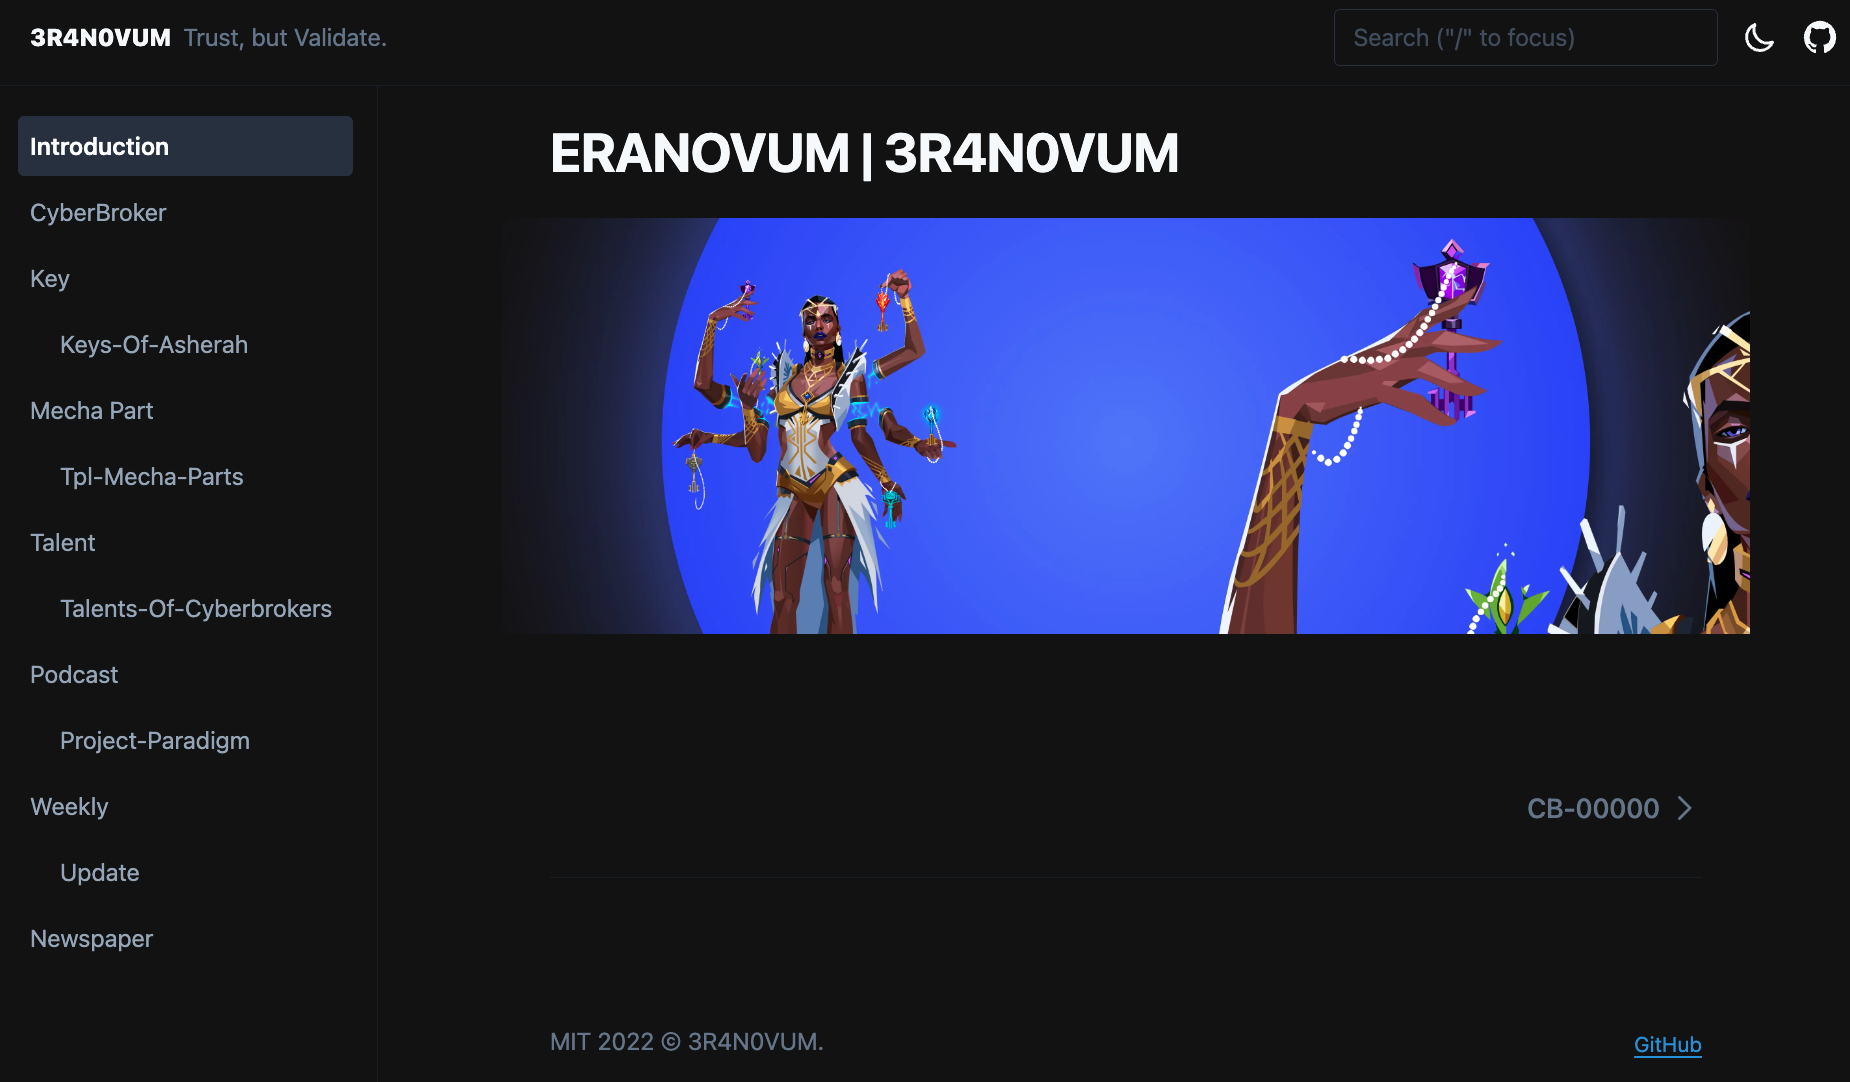 3R4N0VUM Trust, but Validate.
Search ("/" to focus)
Introduction
CyberBroker
Key
Keys-Of-Asherah
Mecha Part
Tpl-Mecha-Parts
Talent
Talents-Of-Cyberbrokers
Podcast
Project-Paradigm
Weekly
Update
Newspaper
ERANOVUM | 3R4N0VUM
CB-00000
MIT 2022 © 3R4N0VUM.
GitHub